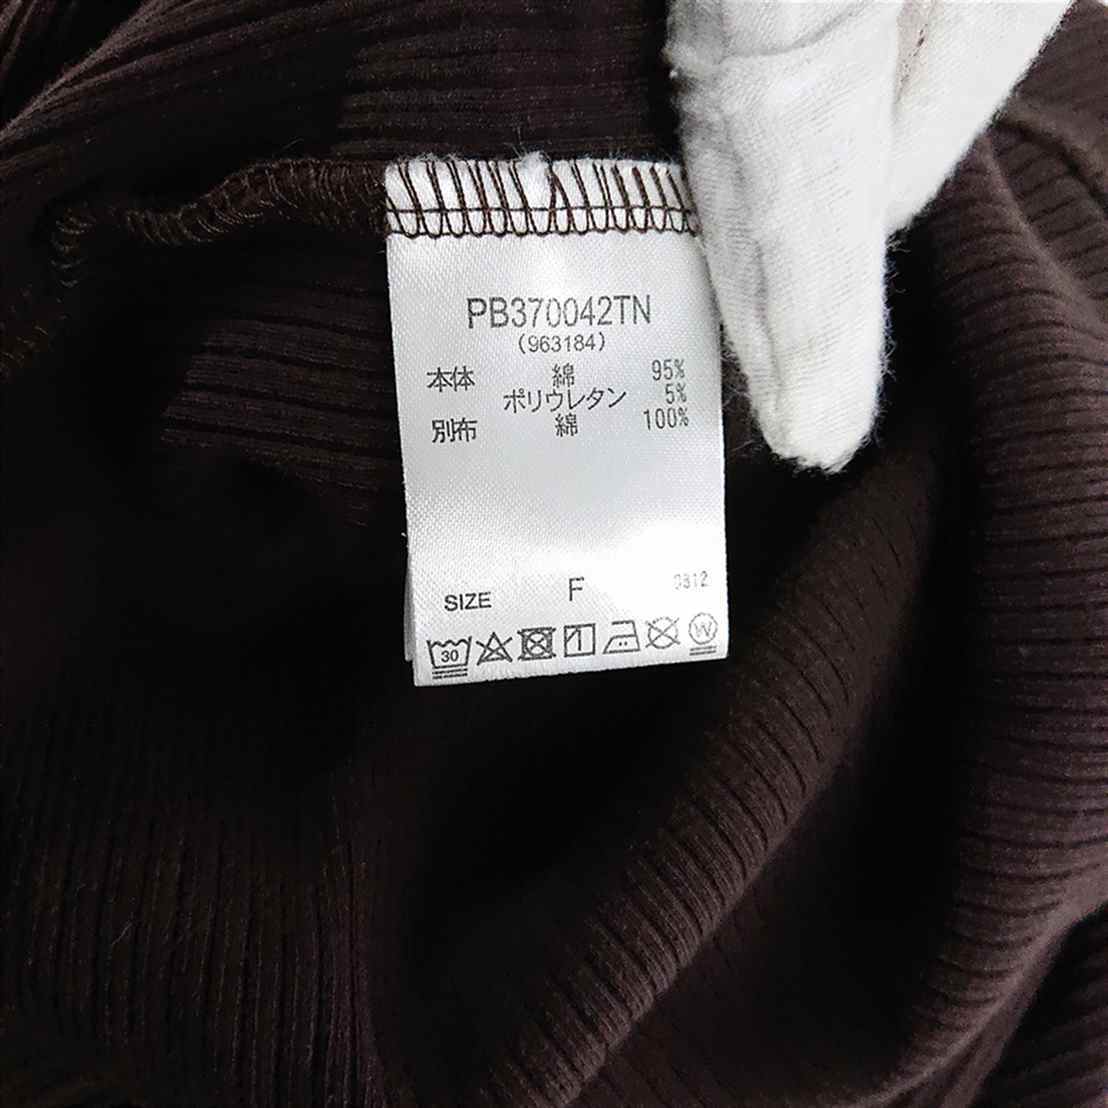 PB370042TN
(963184)
本体 綿 95%
ポリウレタン 5%
別布 綿 100%
SIZE F
30 W